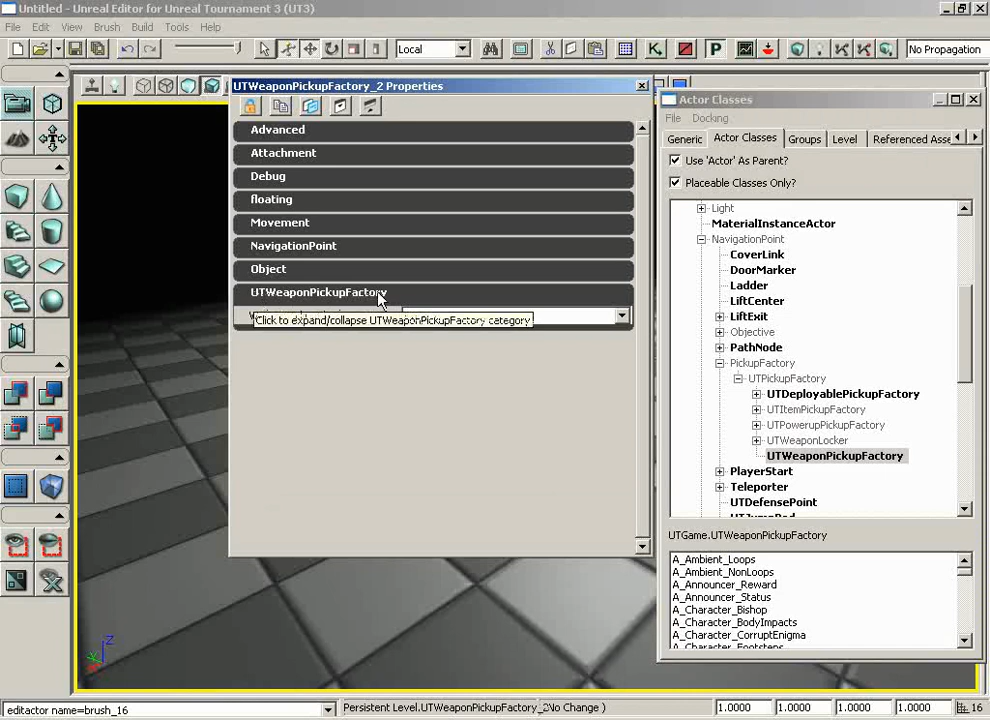 Untitled - Unreal Editor for Unreal Tournament 3 (UT3)
File Edit View Brush Build Tools Help
Local
No Propagation
UTWeaponPickupFactory_2 Properties
Advanced
Attachment
Debug
floating
Movement
NavigationPoint
Object
UTWeaponPickupFactory
Click to expand/collapse UTWeaponPickupFactory category
Actor Classes
File Docking
Generic Actor Classes Groups Level Referenced Asse
Use 'Actor' As Parent?
Placeable Classes Only?
Light
MaterialInstanceActor
NavigationPoint
CoverLink
DoorMarker
Ladder
LiftCenter
LiftExit
Objective
PathNode
PickupFactory
UTPickupFactory
UTDeployablePickupFactory
UTItemPickupFactory
UTPowerupPickupFactory
UTWeaponLocker
UTWeaponPickupFactory
PlayerStart
Teleporter
UTDefensePoint
UTJumpPad
UTGame.UTWeaponPickupFactory
A_Ambient_Loops
A_Ambient_NonLoops
A_Announcer_Reward
A_Announcer_Status
A_Character_Bishop
A_Character_BodyImpacts
A_Character_CorruptEnigma
A_Character_Footsteps
Z
Y
editactor name=brush_16
Persistent Level.UTWeaponPickupFactory_2No Change )
1.0000 1.0000 1.0000 1.0000 16